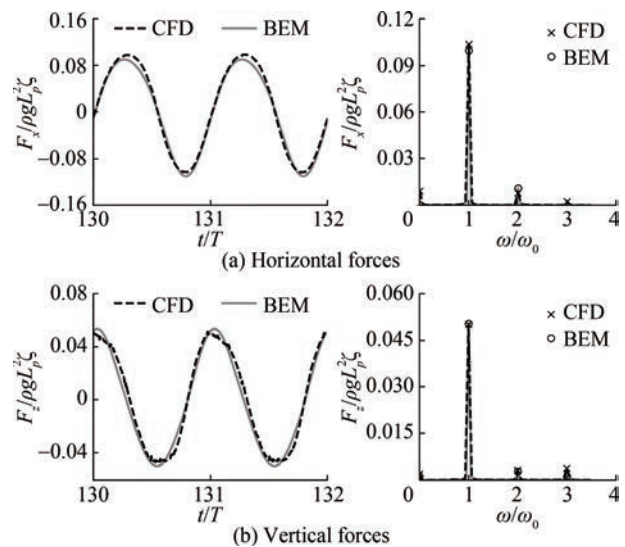 CFD BEM
F_x/ρgL_p^2ζ
0.16
0.08
0
−0.08
−0.16
130 131 132
t/T
× CFD
○ BEM
F_x/ρgL_p^2ζ
0.12
0.09
0.06
0.03
0 1 2 3 4
ω/ω_0
(a) Horizontal forces
CFD BEM
F_z/ρgL_p^2ζ
0.08
0.04
0
−0.04
130 131 132
t/T
× CFD
○ BEM
F_z/ρgL_p^2ζ
0.060
0.045
0.030
0.015
0 1 2 3 4
ω/ω_0
(b) Vertical forces